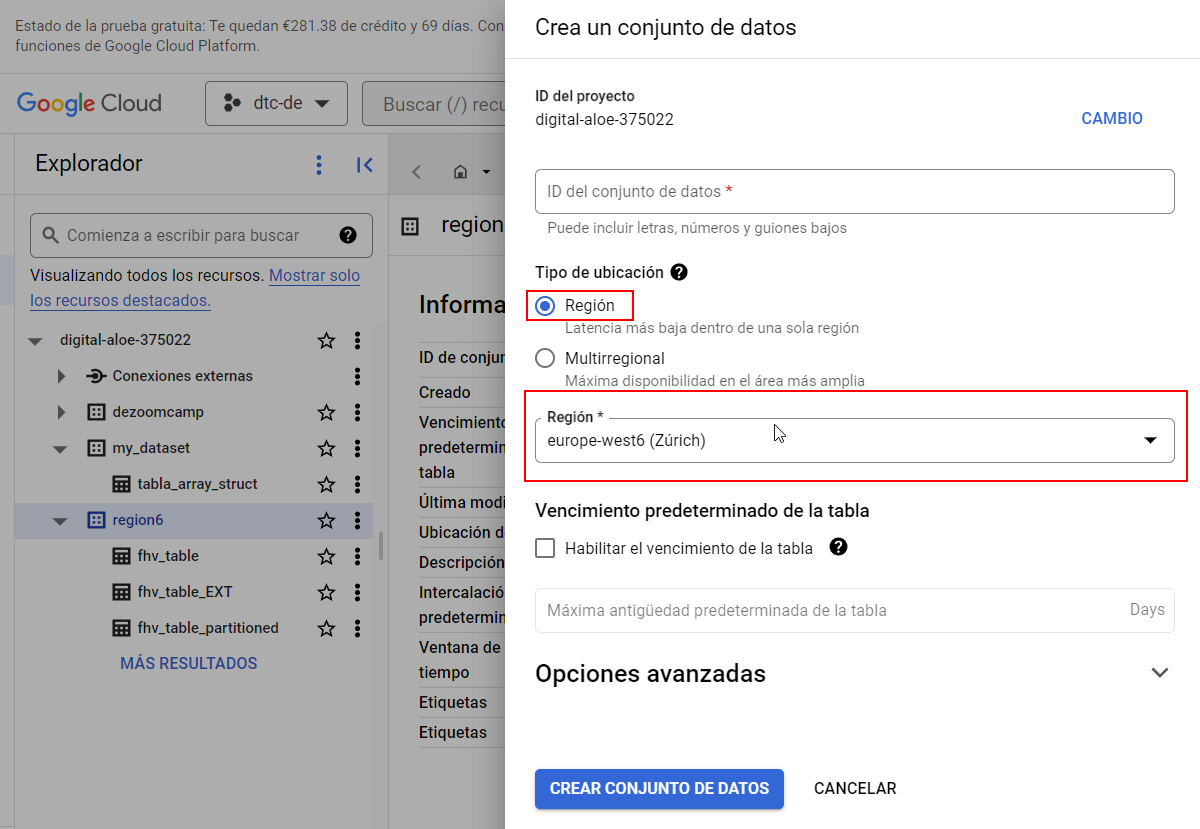 Estado de la prueba gratuita: Te quedan €281.38 de crédito y 69 días. Con
funciones de Google Cloud Platform.
Google Cloud
dtc-de
Buscar (/) recu
Explorador
Comienza a escribir para buscar
Visualizando todos los recursos. Mostrar solo
los recursos destacados.
digital-aloe-375022
Conexiones externas
dezoomcamp
my_dataset
tabla_array_struct
region6
fhv_table
fhv_table_EXT
fhv_table_partitioned
MÁS RESULTADOS
region
Informa
ID de conjun
Creado
Vencimiento
predetermin
tabla
Última modi
Ubicación d
Descripción
Intercalació
predetermin
Ventana de
tiempo
Etiquetas
Etiquetas
Crea un conjunto de datos
ID del proyecto
digital-aloe-375022
CAMBIO
ID del conjunto de datos *
Puede incluir letras, números y guiones bajos
Tipo de ubicación
Región
Latencia más baja dentro de una sola región
Multirregional
Máxima disponibilidad en el área más amplia
Región *
europe-west6 (Zúrich)
Vencimiento predeterminado de la tabla
Habilitar el vencimiento de la tabla
Máxima antigüedad predeterminada de la tabla
Days
Opciones avanzadas
CREAR CONJUNTO DE DATOS
CANCELAR